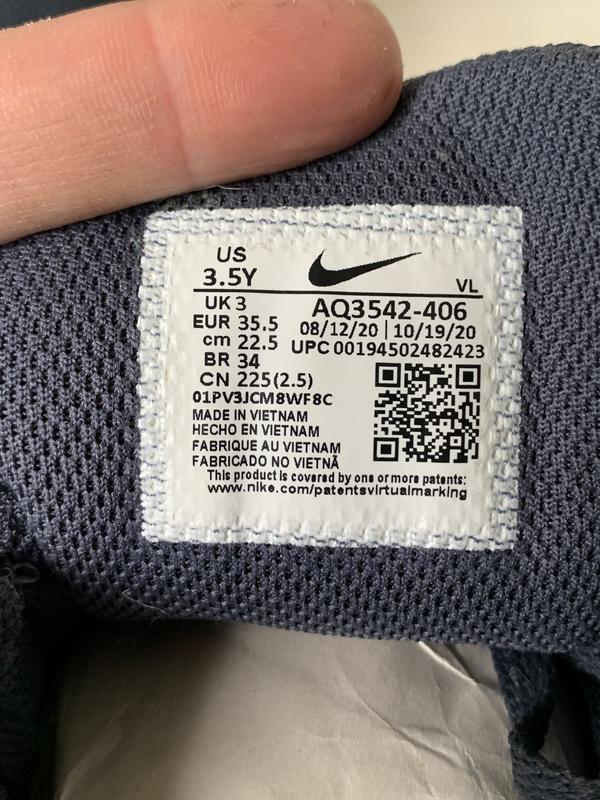 US
3.5Y
VL
UK 3
EUR 35.5
cm 22.5
BR 34
CN 225(2.5)
AQ3542-406
08/12/20 | 10/19/20
UPC 00194502482423
01PV3JCM8WF8C
MADE IN VIETNAM
HECHO EN VIETNAM
FABRIQUE AU VIETNAM
FABRICADO NO VIETNÃ
This product is covered by one or more patents:
www.nike.com/patentsvirtualmarking